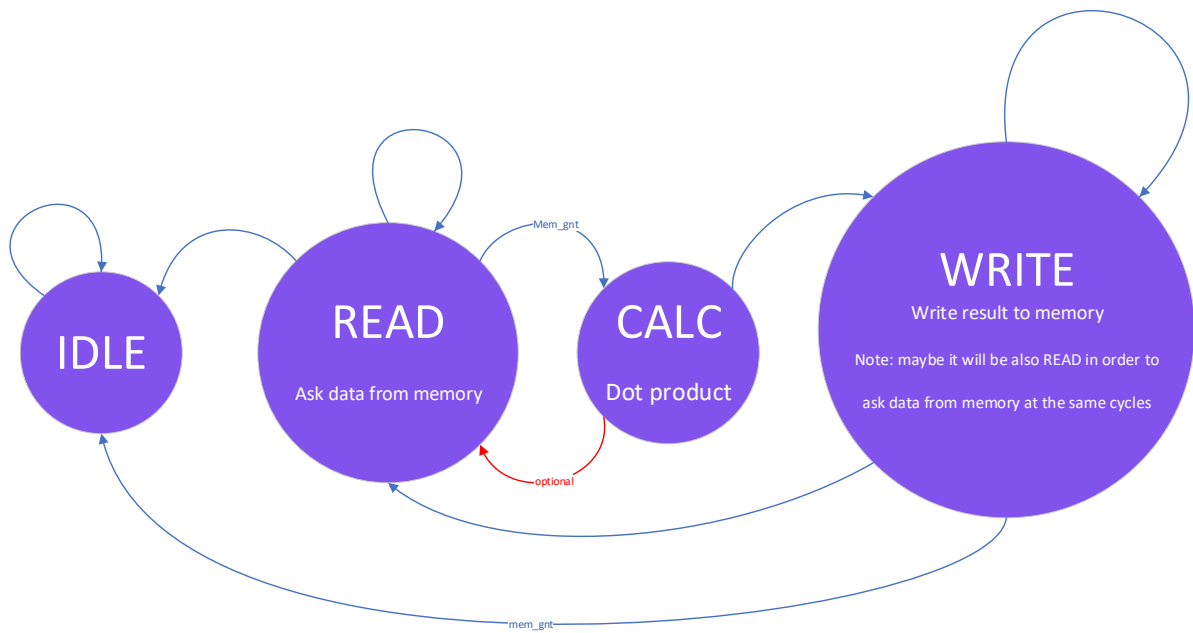 IDLE
READ
Ask data from memory
Mem_gnt
CALC
Dot product
optional
WRITE
Write result to memory
Note: maybe it will be also READ in order to
ask data from memory at the same cycles
mem_gnt